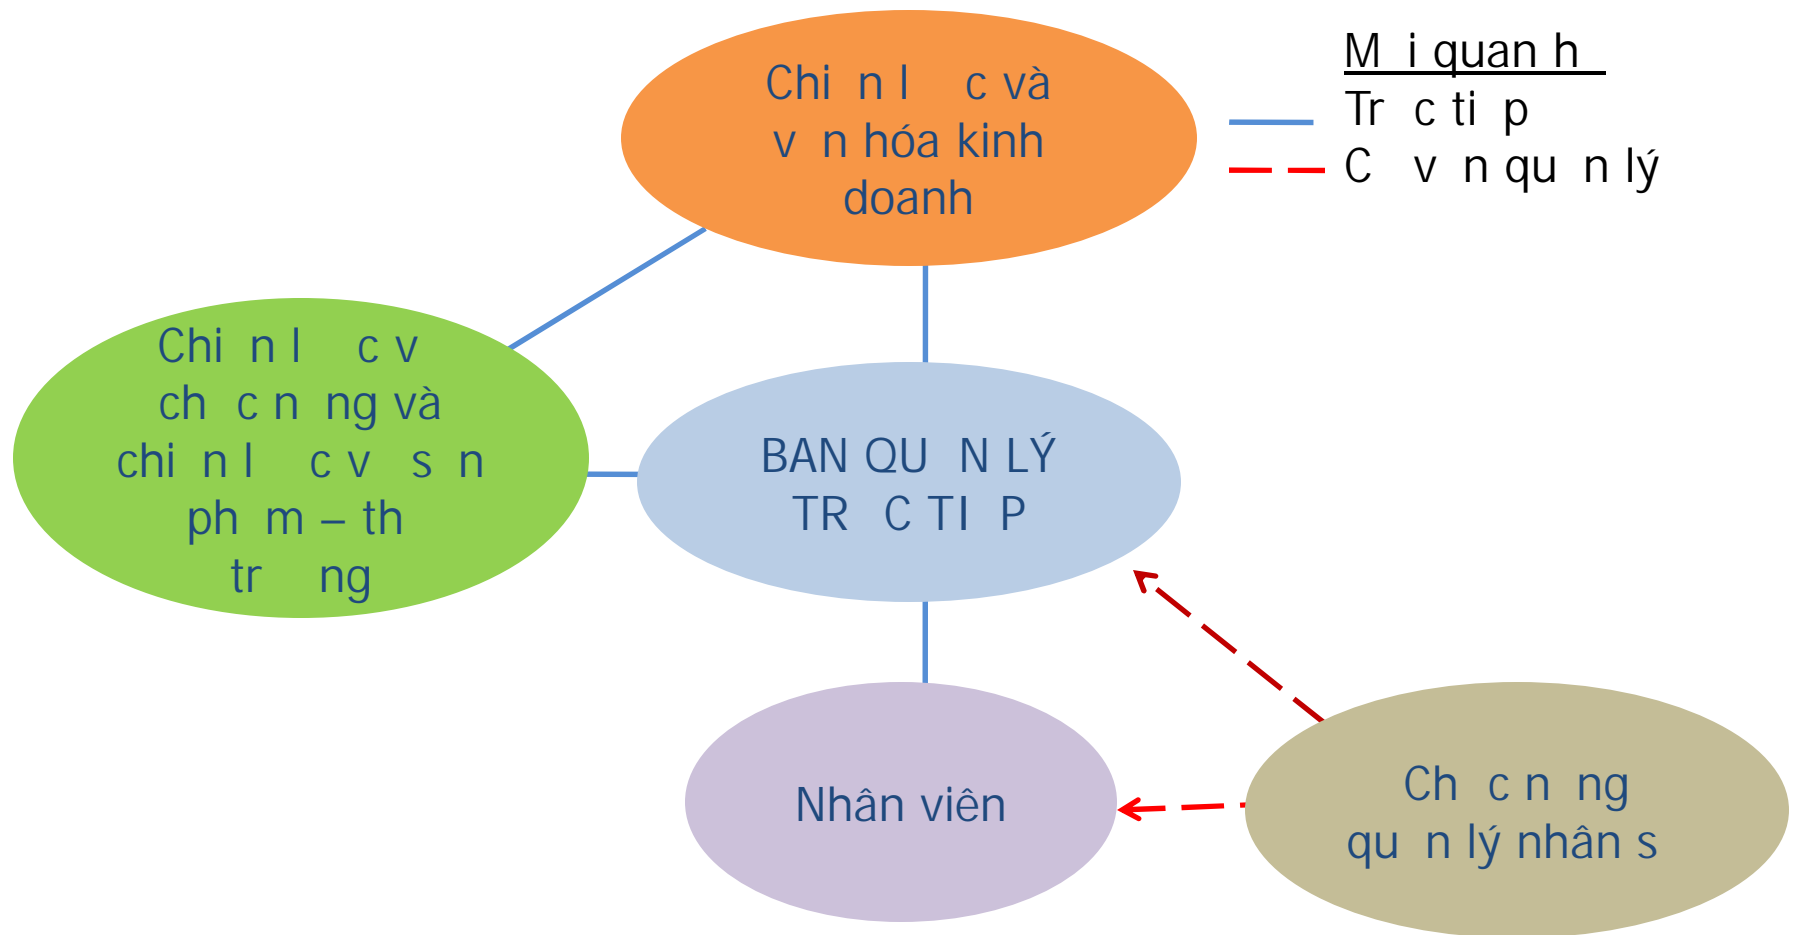 Chi n l c và
v n hóa kinh
doanh
M i quan h
Tr c ti p
C v n qu n lý
Chi n l c v
ch c n ng và
chi n l c v s n
ph m – th
tr ng
BAN QU N LÝ
TR C TI P
Nhân viên
Ch c n ng
qu n lý nhân s